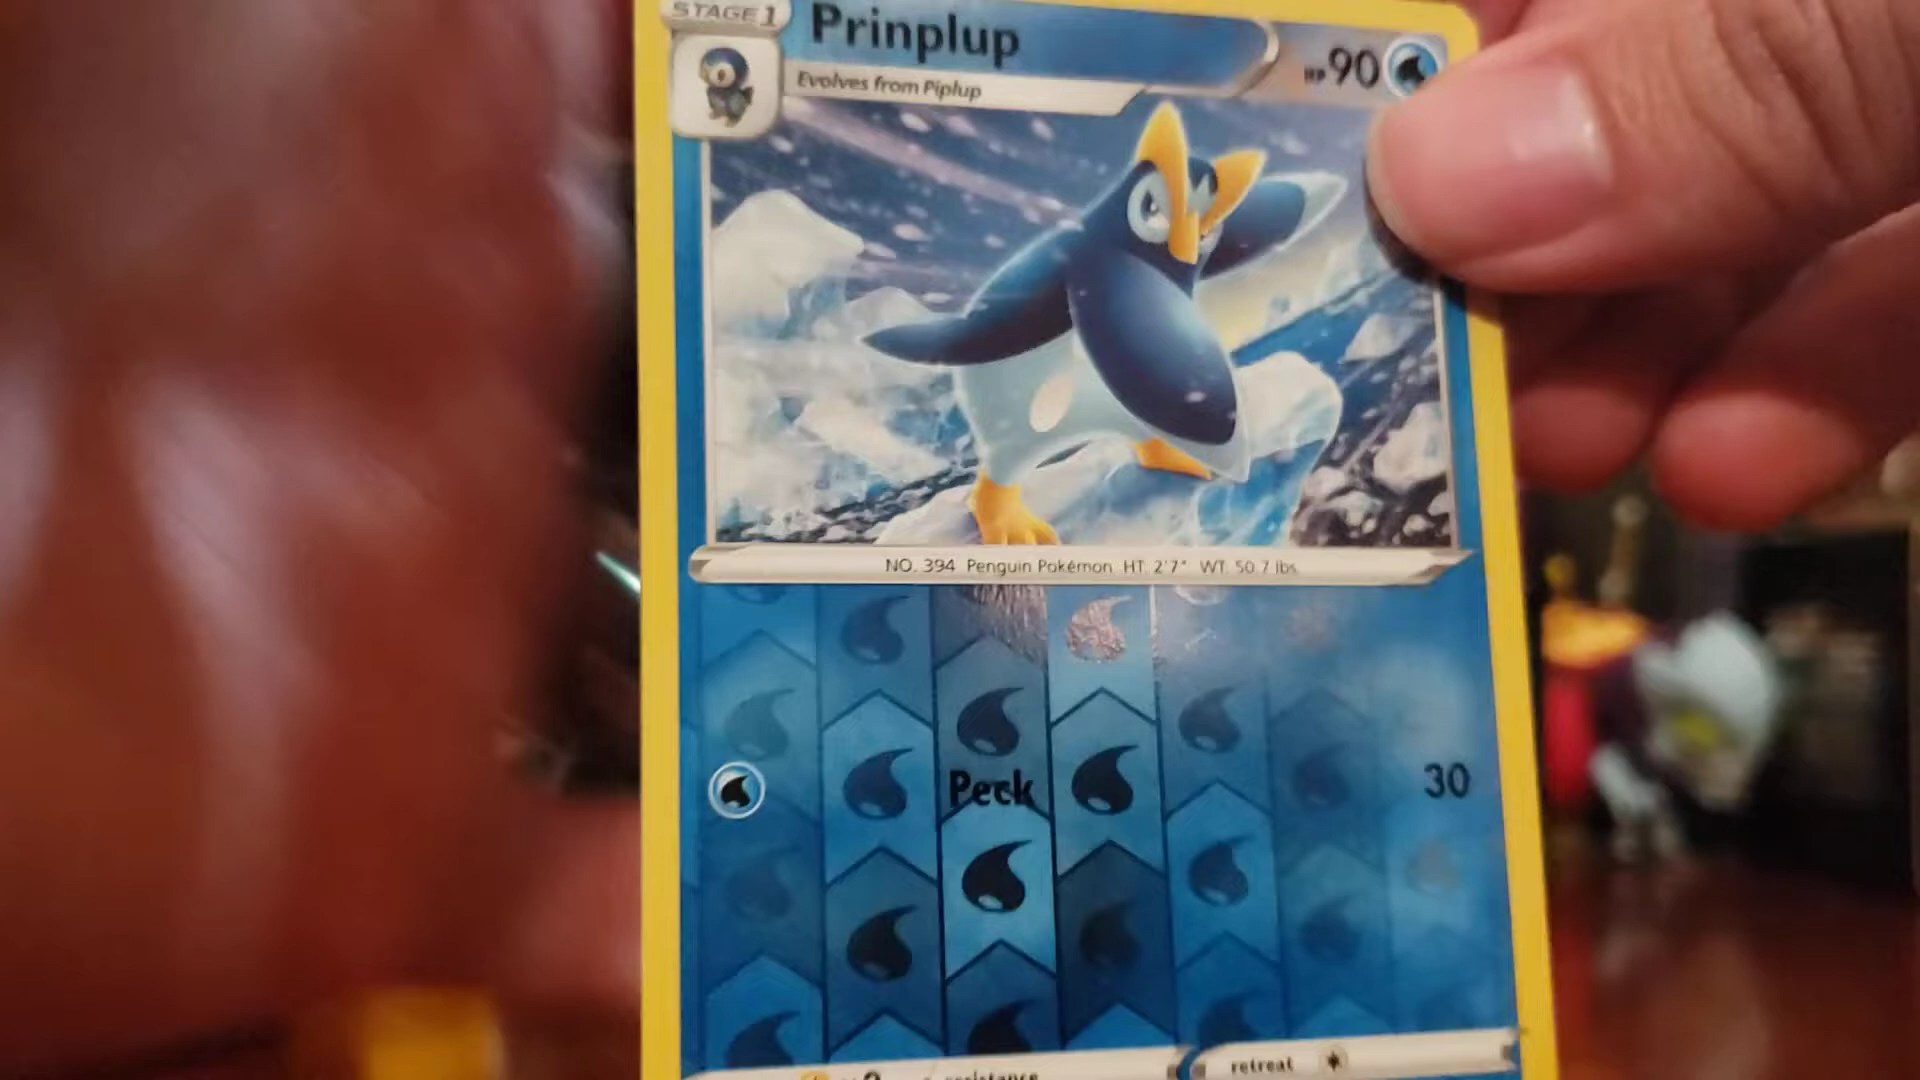 STAGE 1
Prinplup
HP 90
Evolves from Piplup
NO. 394 Penguin Pokémon HT: 2'7" WT: 50.7 lbs.
Peck 30
resistance
retreat